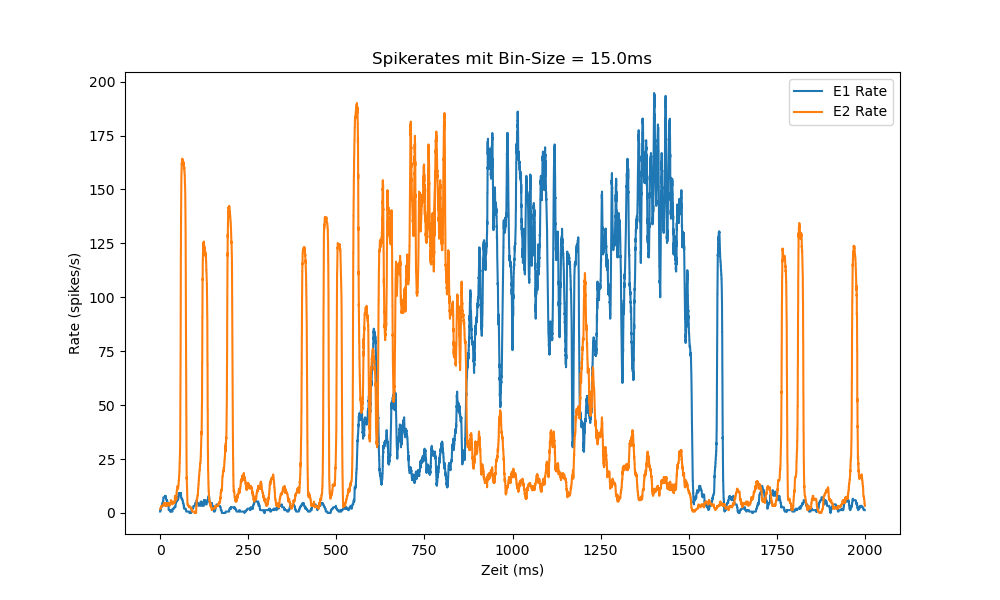 Spikerates mit Bin-Size = 15.0ms
E1 Rate
E2 Rate
Rate (spikes/s)
200
175
150
125
100
75
50
25
0
0 250 500 750 1000 1250 1500 1750 2000
Zeit (ms)